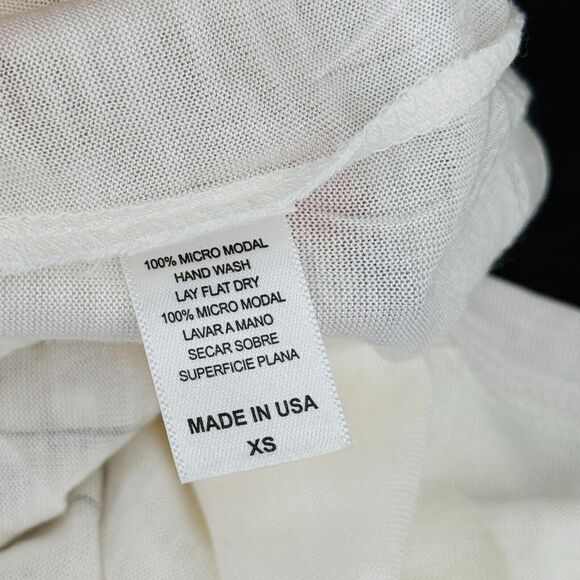 100% MICRO MODAL
HAND WASH
LAY FLAT DRY
100% MICRO MODAL
LAVAR A MANO
SECAR SOBRE
SUPERFICIE PLANA
MADE IN USA
XS